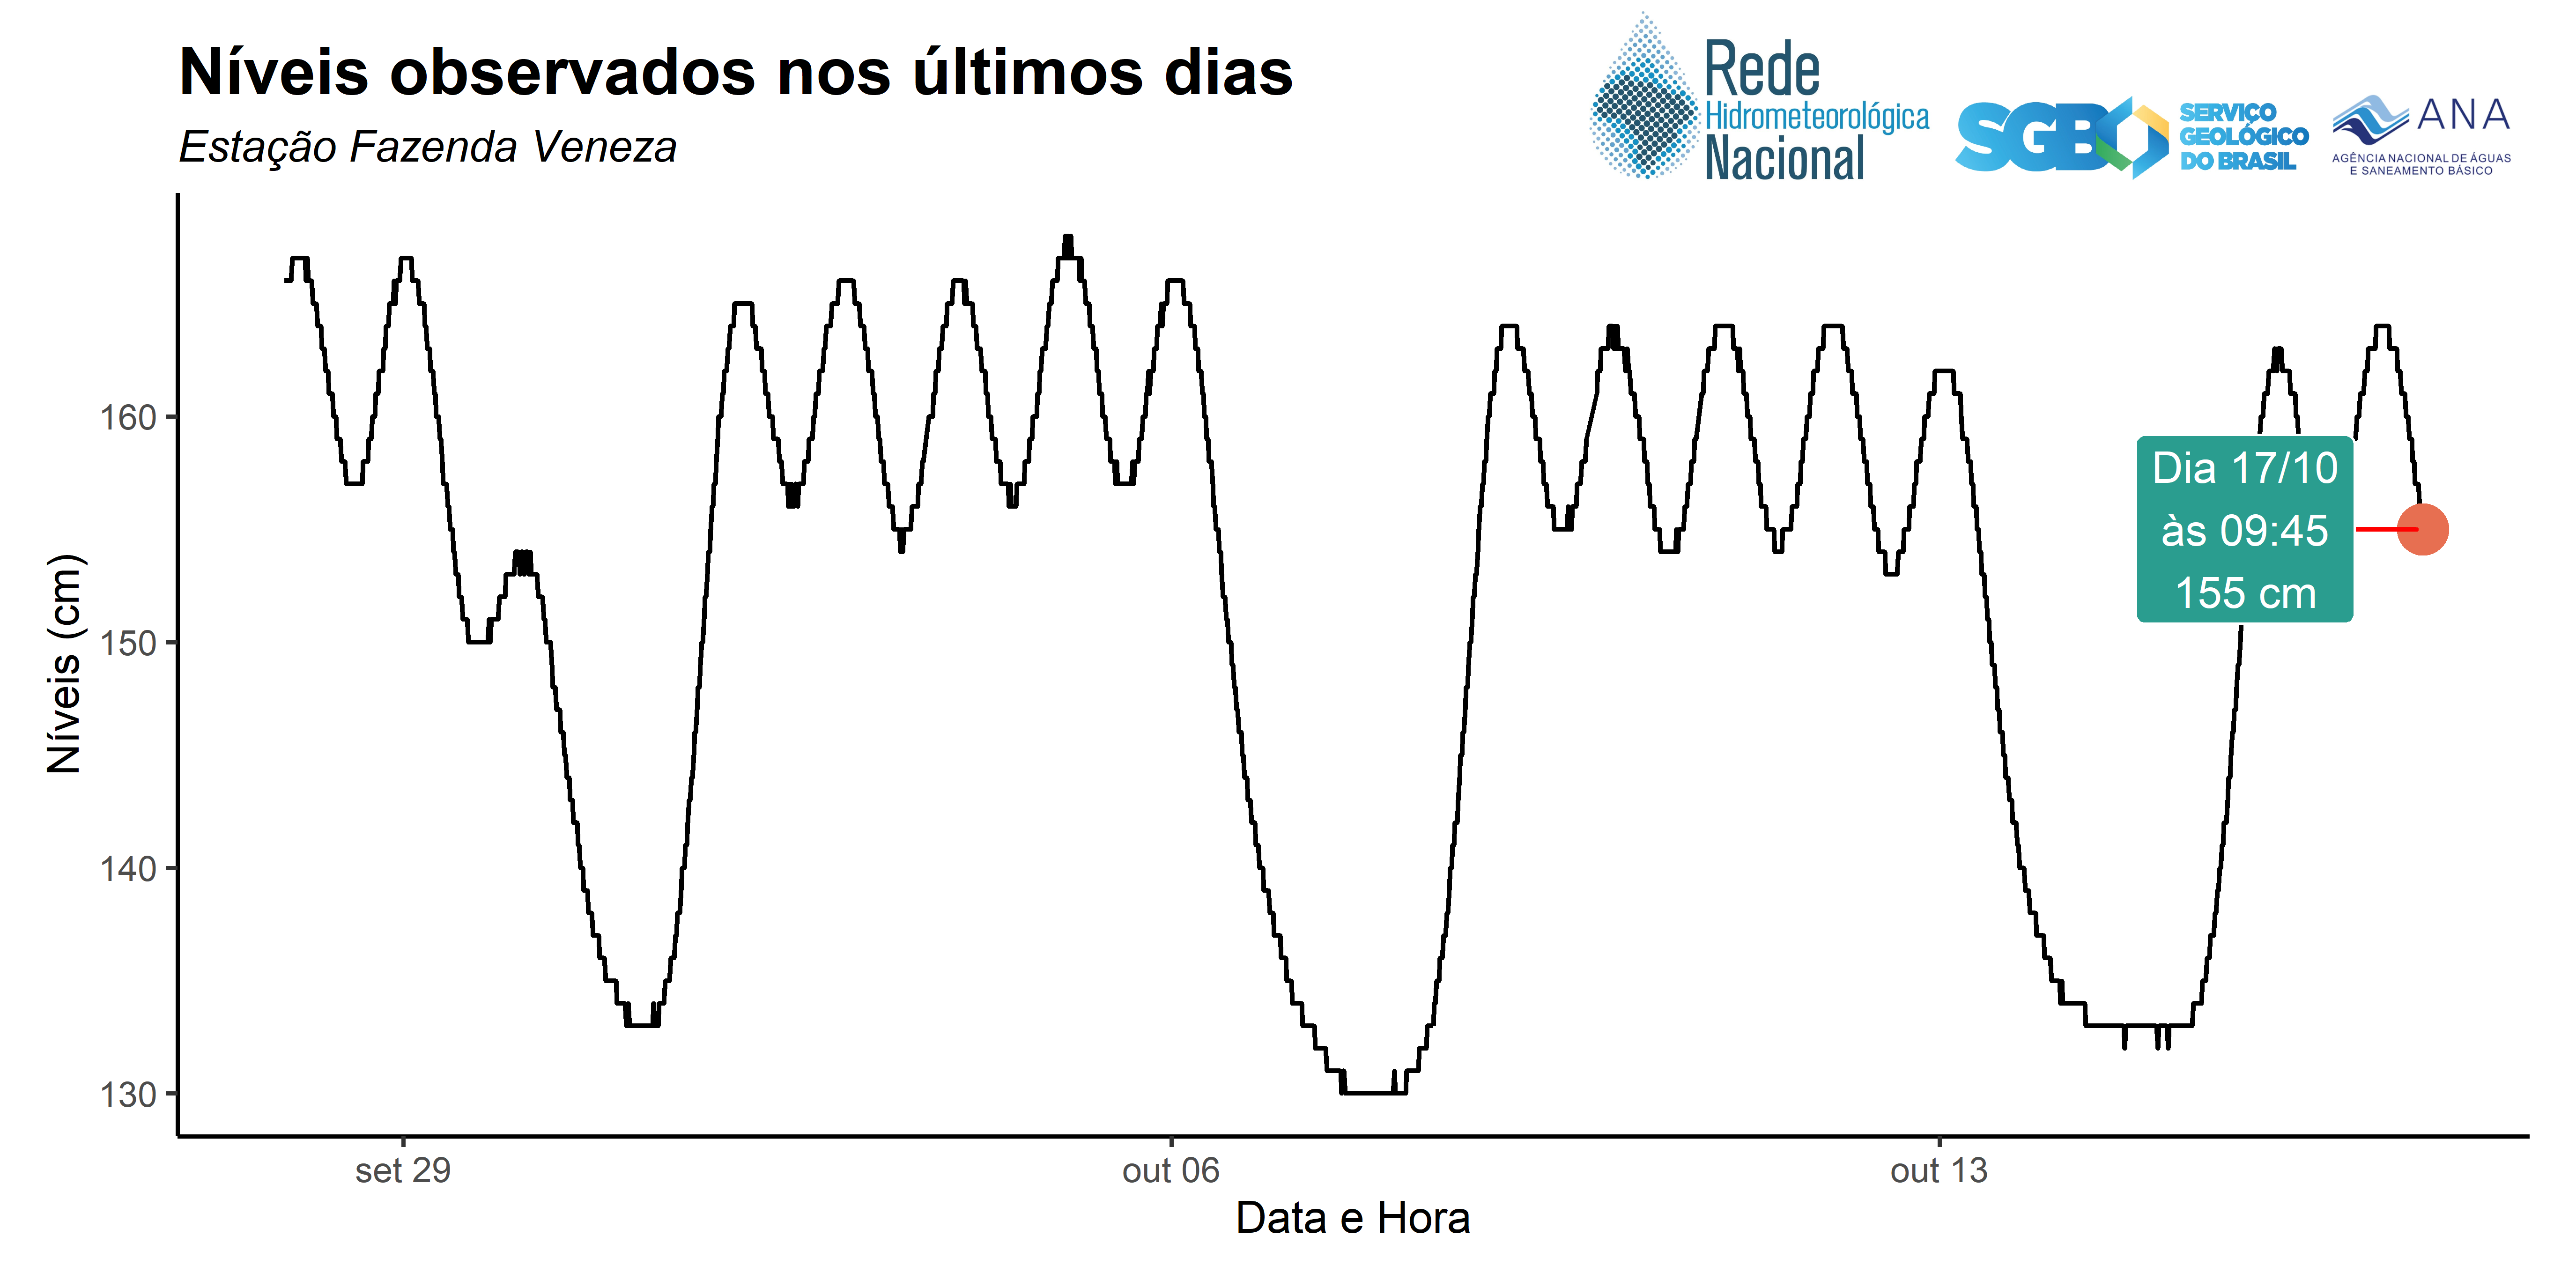 Níveis observados nos últimos dias
Estação Fazenda Veneza
Rede
Hidrometeorológica
Nacional
SGB
SERVIÇO
GEOLÓGICO
DO BRASIL
ANA
AGÊNCIA NACIONAL DE ÁGUAS
E SANEAMENTO BÁSICO
Níveis (cm)
160
150
140
130
Dia 17/10
às 09:45
155 cm
set 29
out 06
out 13
Data e Hora